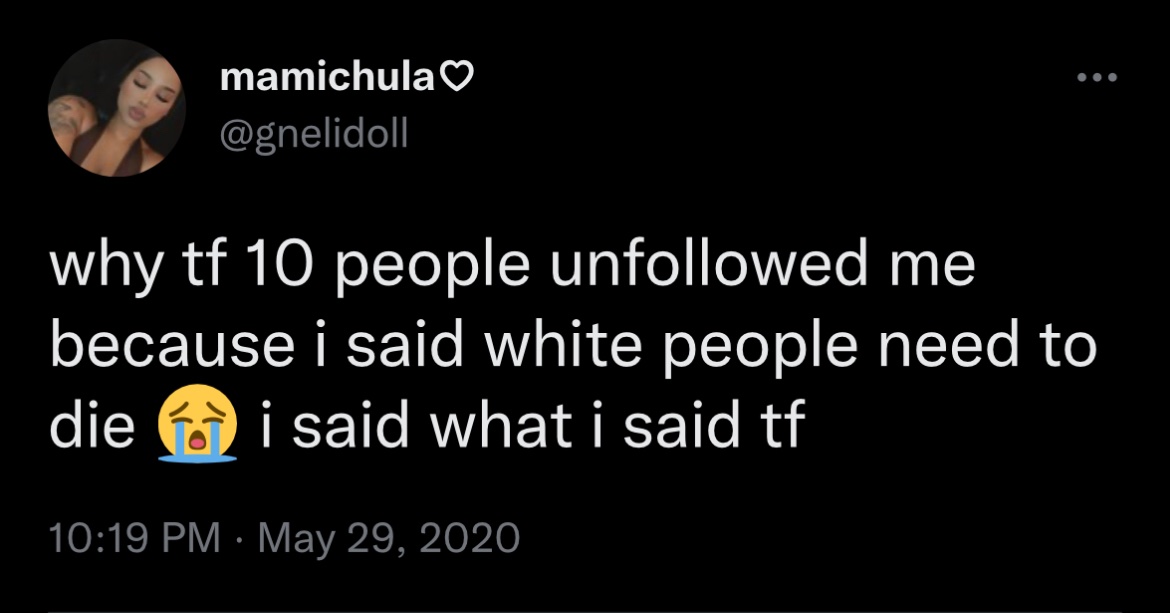 mamichula♡
@gnelidoll
why tf 10 people unfollowed me
because i said white people need to
die 😭 i said what i said tf
10:19 PM · May 29, 2020